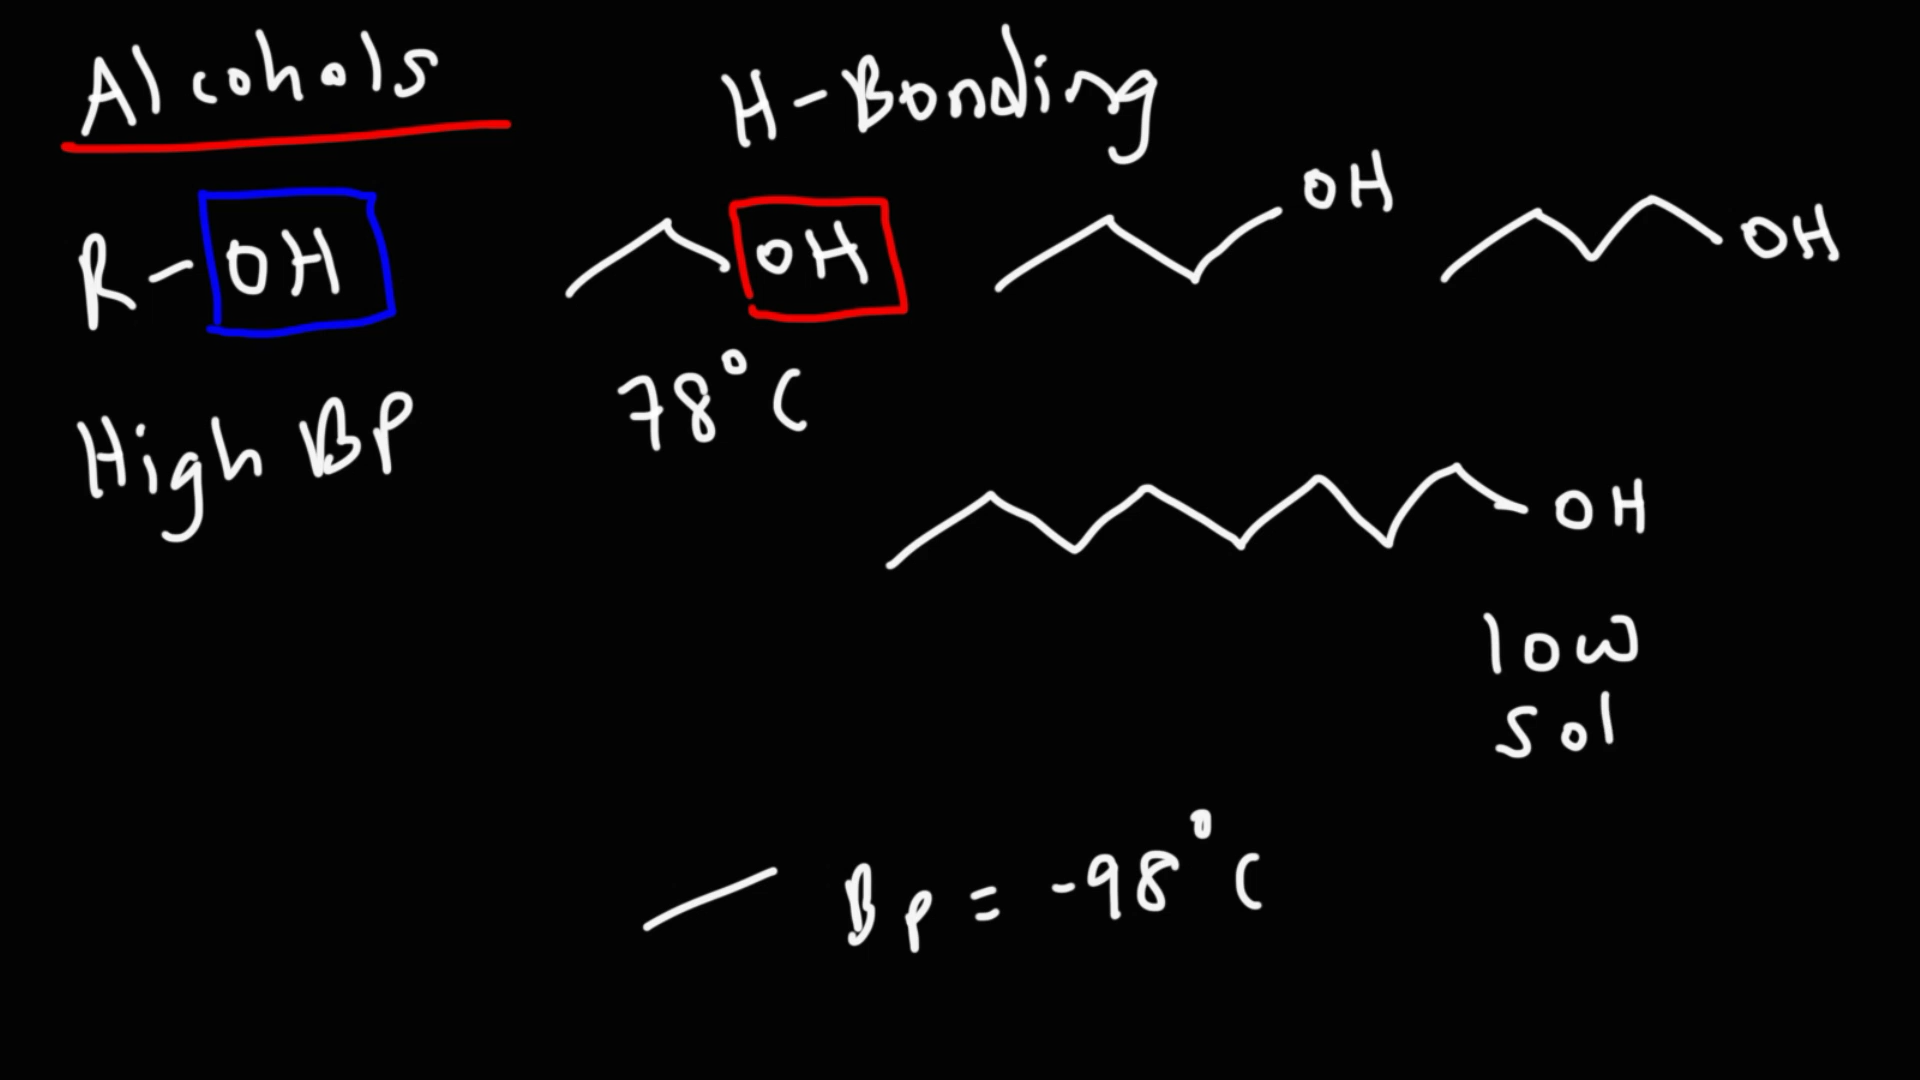 Alcohols
H-Bonding
R-OH
OH
OH
OH
High BP
78°C
OH
low
sol
Bp = -98°C